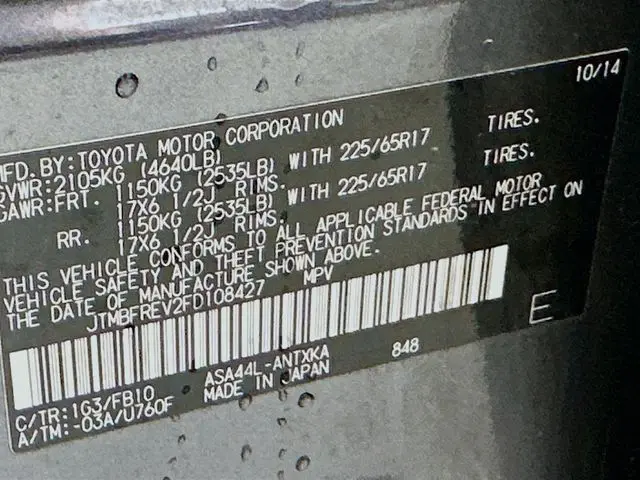 10/14
MFD. BY: TOYOTA MOTOR CORPORATION
GVWR: 2105KG (4640LB)
GAWR: FRT. 1150KG (2535LB) WITH 225/65R17 TIRES.
17X6 1/2J RIMS.
RR. 1150KG (2535LB) WITH 225/65R17 TIRES.
17X6 1/2J RIMS.
THIS VEHICLE CONFORMS TO ALL APPLICABLE FEDERAL MOTOR
VEHICLE SAFETY AND THEFT PREVENTION STANDARDS IN EFFECT ON
THE DATE OF MANUFACTURE SHOWN ABOVE.
JTMBFREV2FD108427 MPV
E
C/TR: 1G3/FB10 ASA44L-ANTXKA 848
A/TM: -03A/U760F MADE IN JAPAN